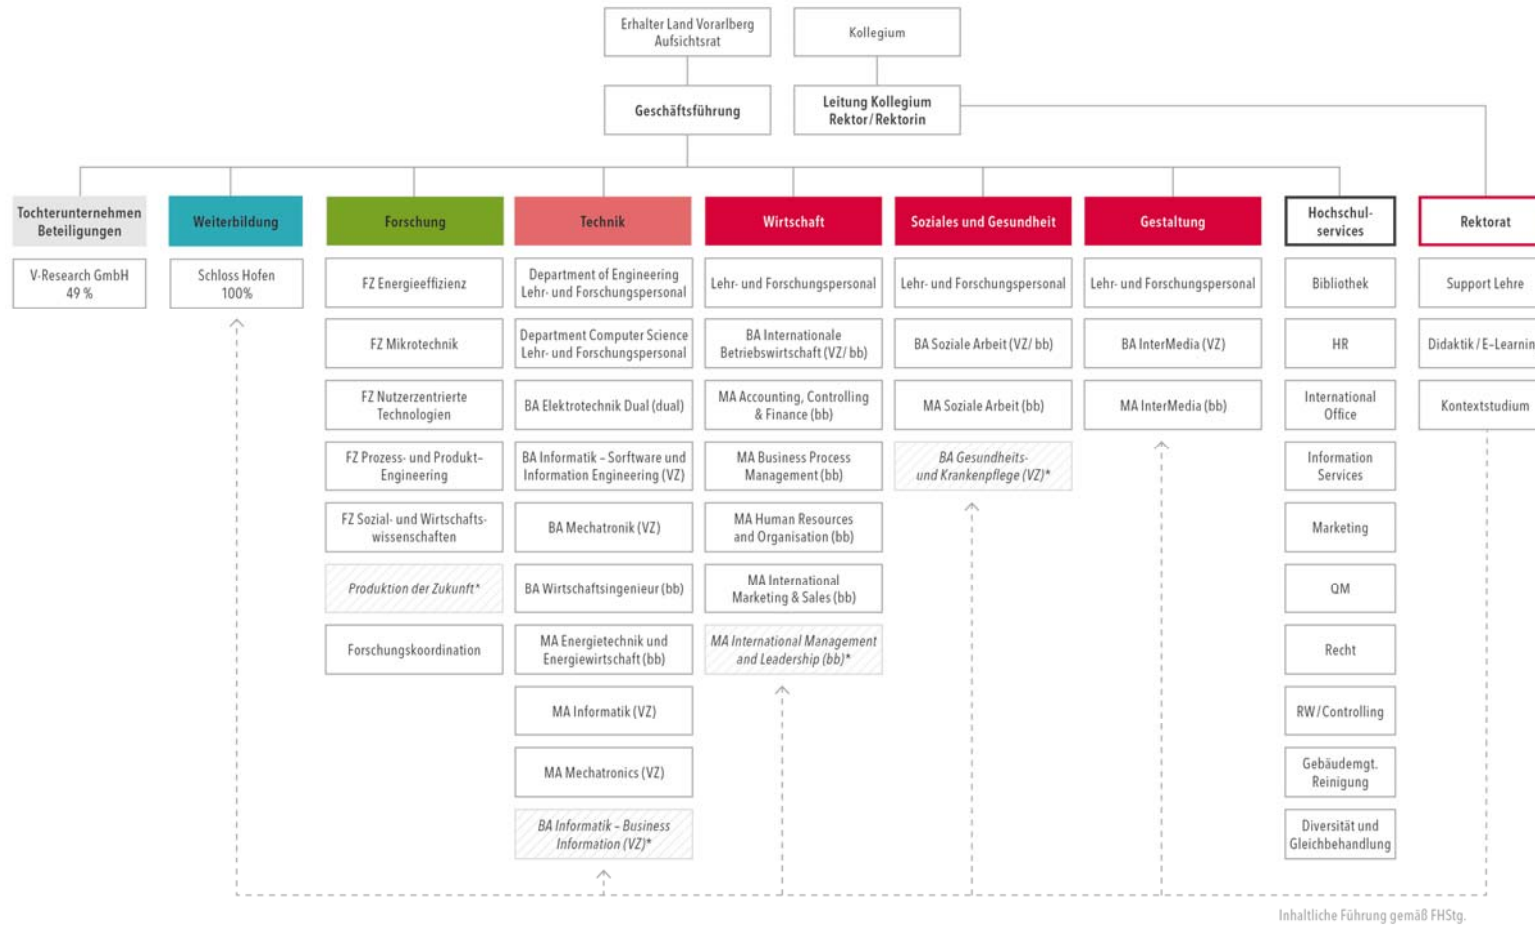 Erhalter Land Vorarlberg
Aufsichtsrat
Kollegium
Geschäftsführung
Leitung Kollegium
Rektor/Rektorin
Tochterunternehmen
Beteiligungen
V-Research GmbH
49 %
Weiterbildung
Schloss Hofen
100%
Forschung
FZ Energieeffizienz
FZ Mikrotechnik
FZ Nutzerzentrierte
Technologien
FZ Prozess- und Produkt–
Engineering
FZ Sozial- und Wirtschafts-
wissenschaften
Produktion der Zukunft*
Forschungskoordination
Technik
Department of Engineering
Lehr- und Forschungspersonal
Department Computer Science
Lehr- und Forschungspersonal
BA Elektrotechnik Dual (dual)
BA Informatik – Sorftware und
Information Engineering (VZ)
BA Mechatronik (VZ)
BA Wirtschaftsingenieur (bb)
MA Energietechnik und
Energiewirtschaft (bb)
MA Informatik (VZ)
MA Mechatronics (VZ)
BA Informatik – Business
Information (VZ)*
Wirtschaft
Lehr- und Forschungspersonal
BA Internationale
Betriebswirtschaft (VZ/ bb)
MA Accounting, Controlling
& Finance (bb)
MA Business Process
Management (bb)
MA Human Resources
and Organisation (bb)
MA International
Marketing & Sales (bb)
MA International Management
and Leadership (bb)*
Soziales und Gesundheit
Lehr- und Forschungspersonal
BA Soziale Arbeit (VZ/ bb)
MA Soziale Arbeit (bb)
BA Gesundheits-
und Krankenpflege (VZ)*
Gestaltung
Lehr- und Forschungspersonal
BA InterMedia (VZ)
MA InterMedia (bb)
Hochschul-
services
Bibliothek
HR
International
Office
Information
Services
Marketing
QM
Recht
RW/Controlling
Gebäudemgt.
Reinigung
Diversität und
Gleichbehandlung
Rektorat
Support Lehre
Didaktik / E-Learnin
Kontextstudium
Inhaltliche Führung gemäß FHStg.